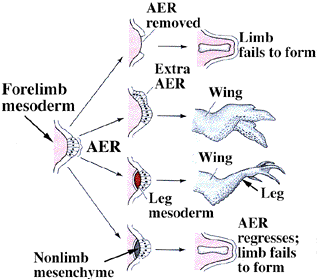 AER
removed
Limb
fails to form
Extra
AER
Forelimb
mesoderm
Wing
AER
Wing
Leg
Leg
mesoderm
AER
regresses;
limb fails
to form
Nonlimb
mesenchyme